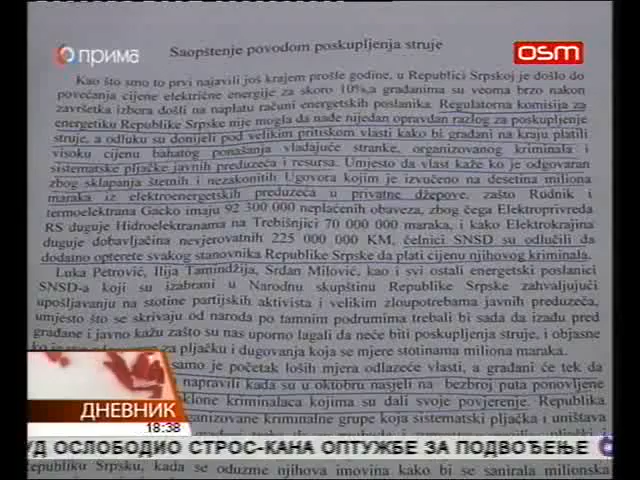 Saopštenje povodom poskupljenja struje
прима
OSM
Kao što smo to prvi najavili još krajem prošle godine, u Republici Srpskoj je došlo do
povećanja cijene električne energije za skoro 10%,a građanima su veoma brzo nakon
završetka izbora došli na naplatu računi energetskih poslanika. Regulatorna komisija za
energetiku Republike Srpske nije mogla da nađe nijedan opravdan razlog za poskupljenje
struje, a odluku su donijeli pod velikim pritiskom vlasti kako bi građani na kraju platili
visoku cijenu bahatog ponašanja vladajuće stranke, organizovanog kriminala i
sistematske pljačke javnih preduzeća i resursa. Umjesto da vlast kaže ko je odgovaran
zbog sklapanja štetnih i nezakonitih Ugovora kojim je izvučeno na desetina miliona
maraka iz elektroenergetskih preduzeća u privatne džepove, zašto Rudnik i
termoelektrana Gacko imaju 92 300 000 neplaćenih obaveza, zbog čega Elektroprivreda
RS duguje Hidroelektranama na Trebišnjici 70 000 000 maraka, i kako Elektrokrajina
duguje dobavljačina nevjerovatnih 225 000 000 KM, čelnici SNSD su odlučili da
dodatno opterete svakog stanovnika Republike Srpske da plati cijenu njihovog kriminala.
Luka Petrović, Ilija Tamindžija, Srđan Milović, kao i svi ostali energetski poslanici
SNSD-a koji su izabrani u Narodnu skupštinu Republike Srpske zahvaljujući
upošljavanju na stotine partijskih aktivista i velikim zloupotrebama javnih preduzeća,
umjesto što se skrivaju od naroda po tamnim podrumima trebali bi sada da izađu pred
građane i javno kažu zašto su nas uporno lagali da neće biti poskupljenja struje, i objasne
za pljačku i dugovanja koja se mjere stotinama miliona maraka.
samo je početak loših mjera odlazeće vlasti, a građani će tek da
napravili kada su u oktobru nasjeli na bezbroj puta ponovljene
klone kriminalaca kojima su dali svoje povjerenje. Republika
ganizovane kriminalne grupe koja sistematski pljačka i uništava
ДНЕВНИК
18:38
УД ОСЛОБОДИО СТРОС-КАНА ОПТУЖБЕ ЗА ПОДВОЂЕЊЕ
Republiku Srpsku, kada se oduzme njihova imovina kako bi se sanirala milionska